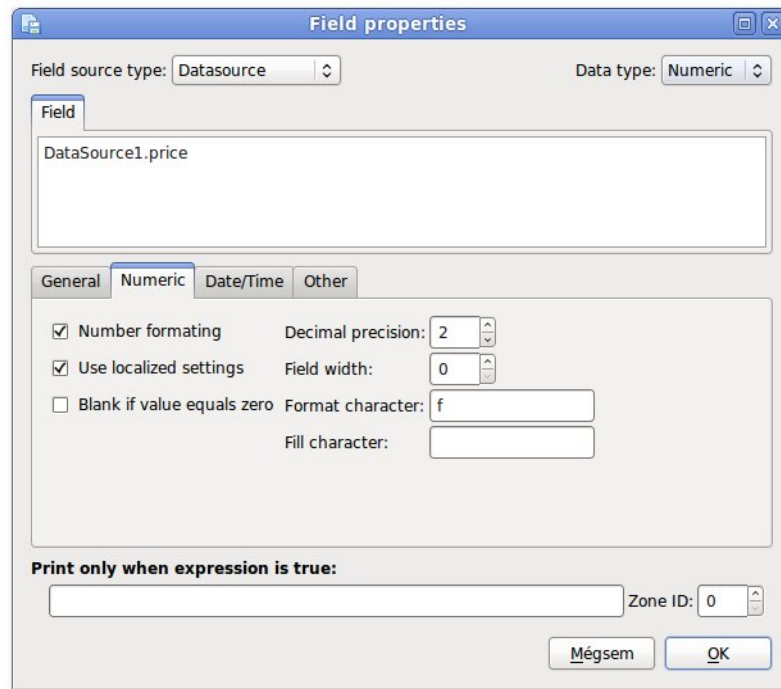 Field properties
Field source type: Datasource Data type: Numeric
Field
DataSource1.price
General Numeric Date/Time Other
Number formating Decimal precision: 2
Use localized settings Field width: 0
Blank if value equals zero Format character: f
Fill character:
Print only when expression is true:
Zone ID: 0
Mégsem OK